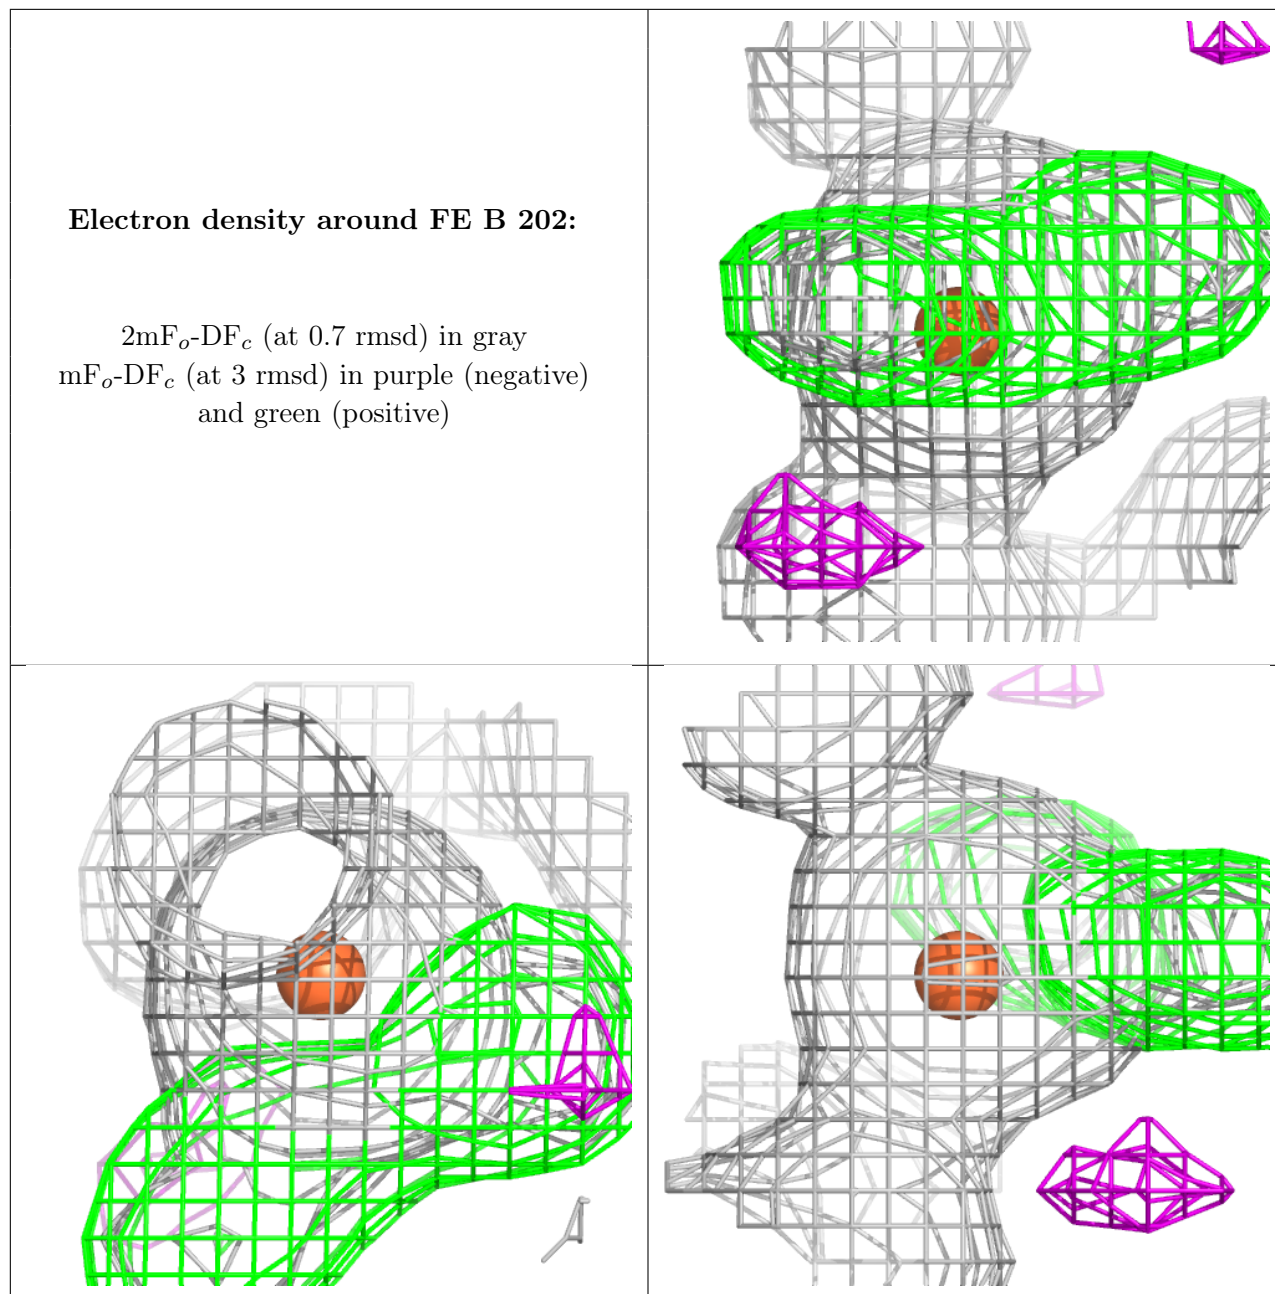 Electron density around FE B 202:
2mFo-DFc (at 0.7 rmsd) in gray
mFo-DFc (at 3 rmsd) in purple (negative)
and green (positive)